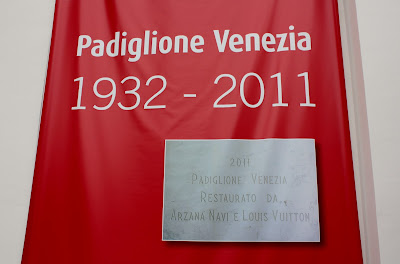 Padiglione Venezia
1932 - 2011
2011
PADIGLIONE VENEZIA
RESTAURATO DA
ARZANA NAVI E LOUIS VUITTON